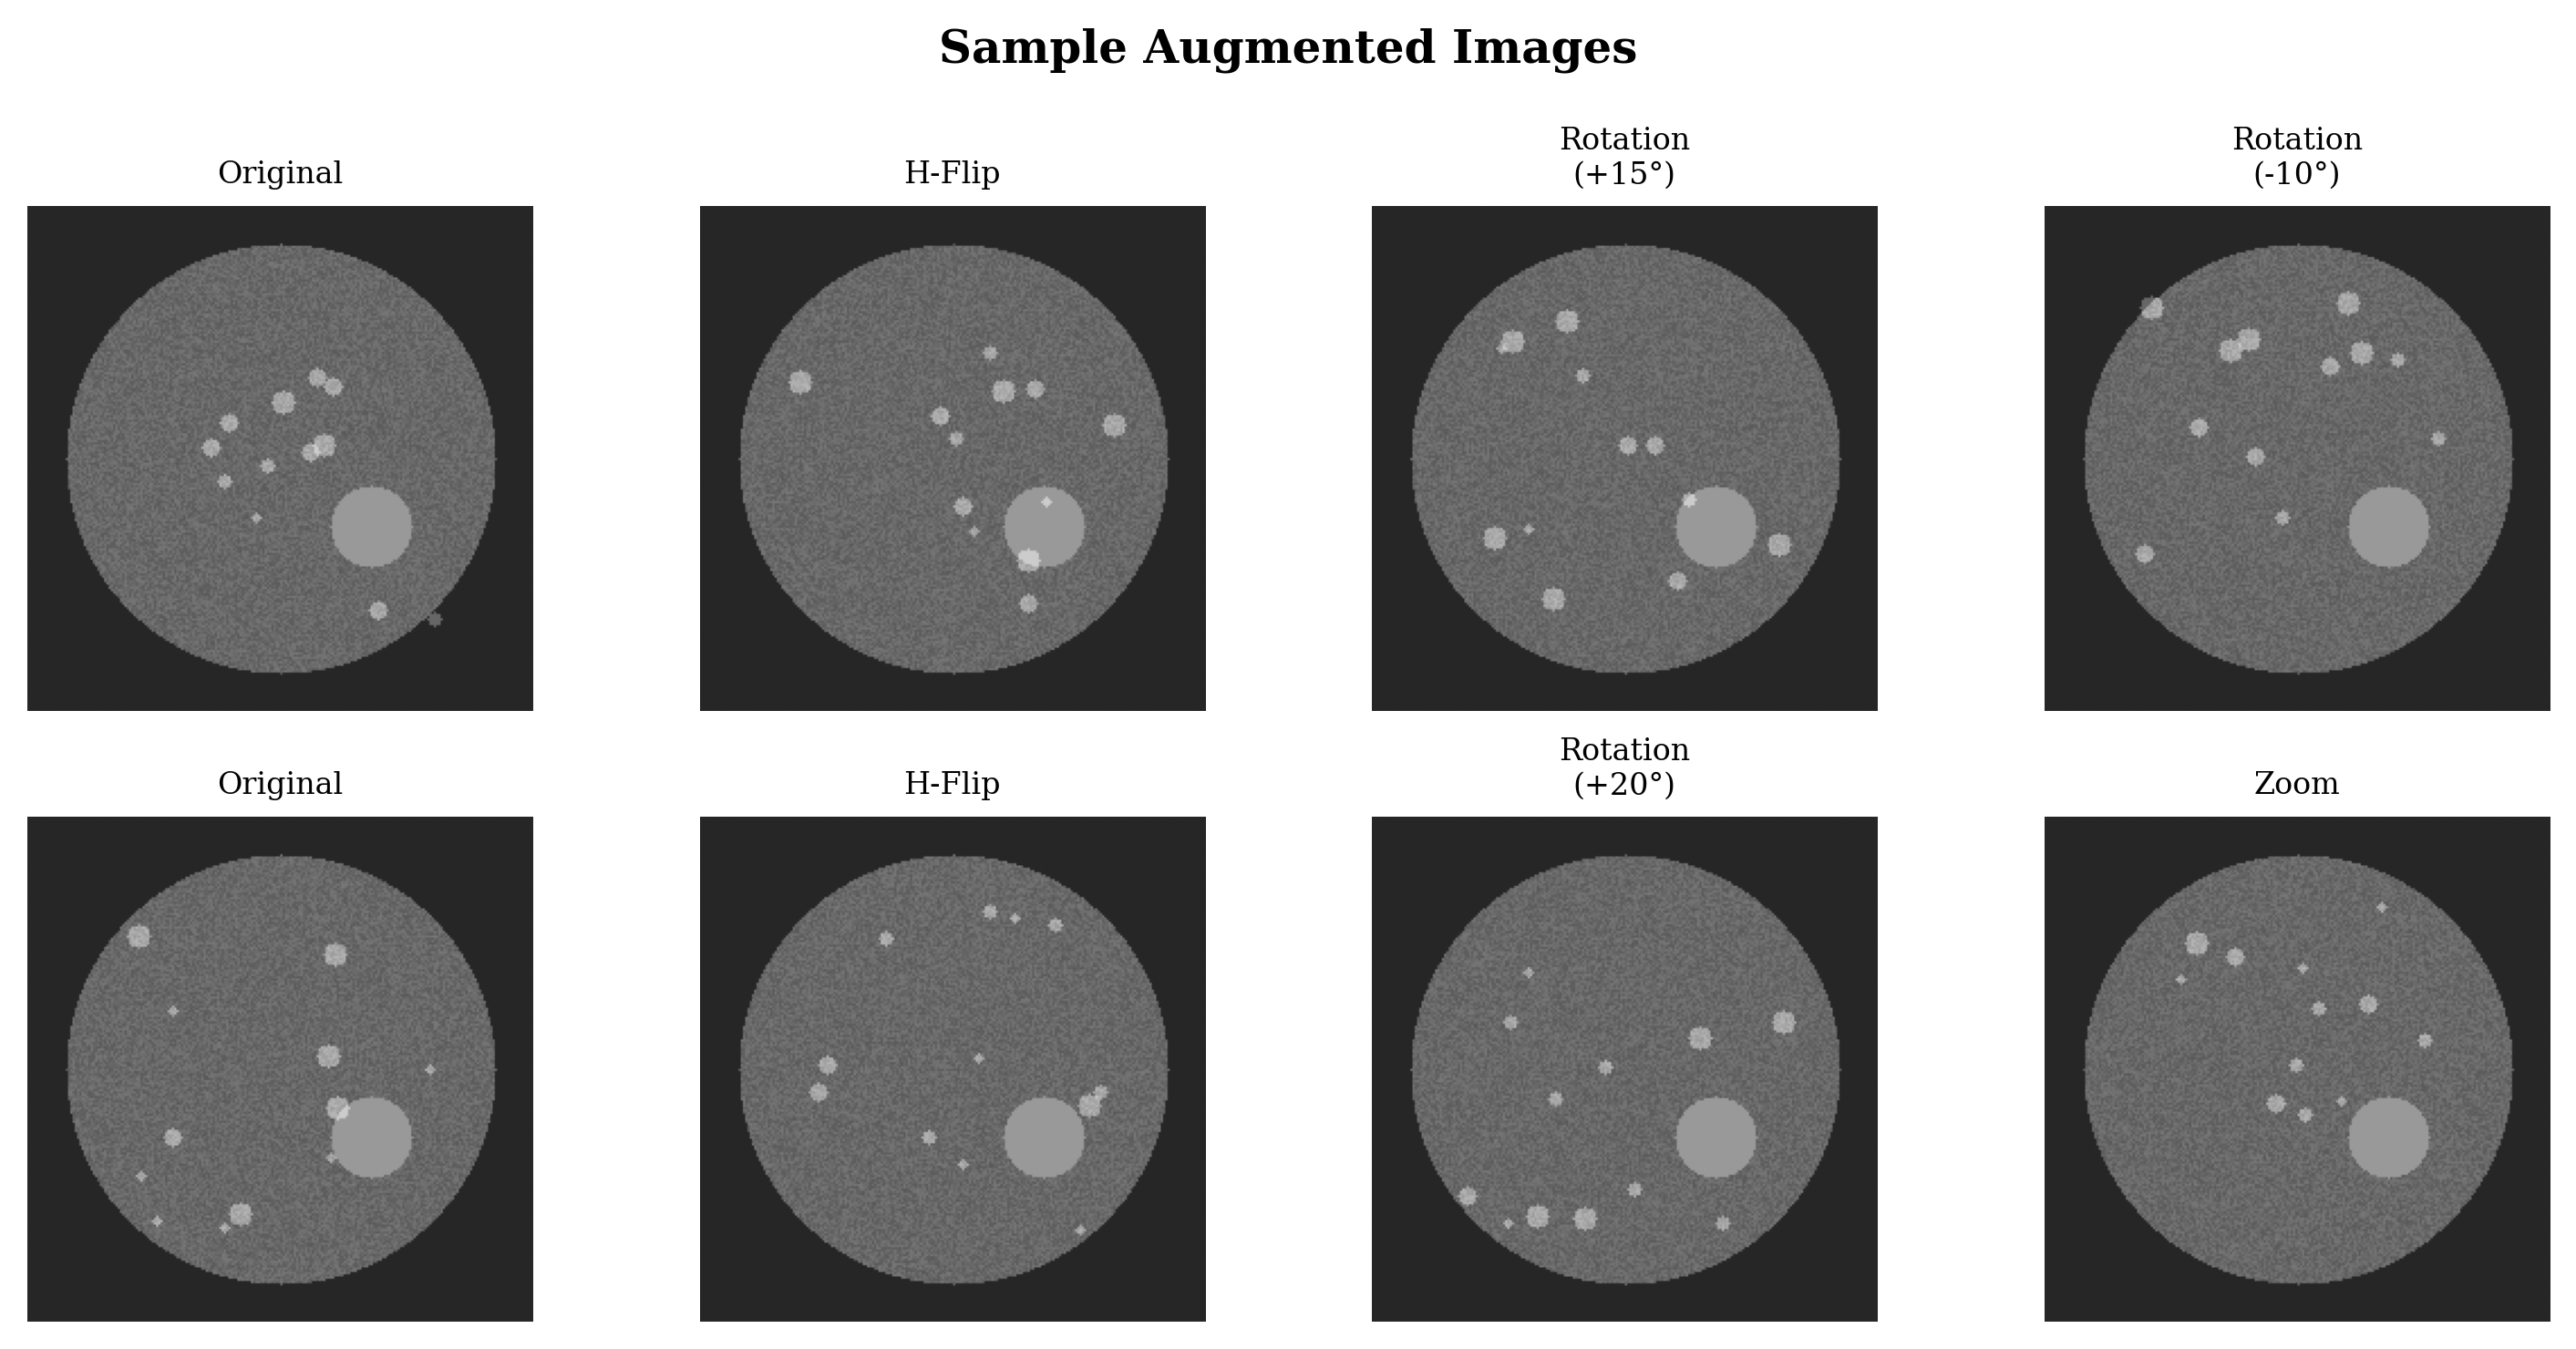 Sample Augmented Images
Original
H-Flip
Rotation
(+15°)
Rotation
(-10°)
Original
H-Flip
Rotation
(+20°)
Zoom